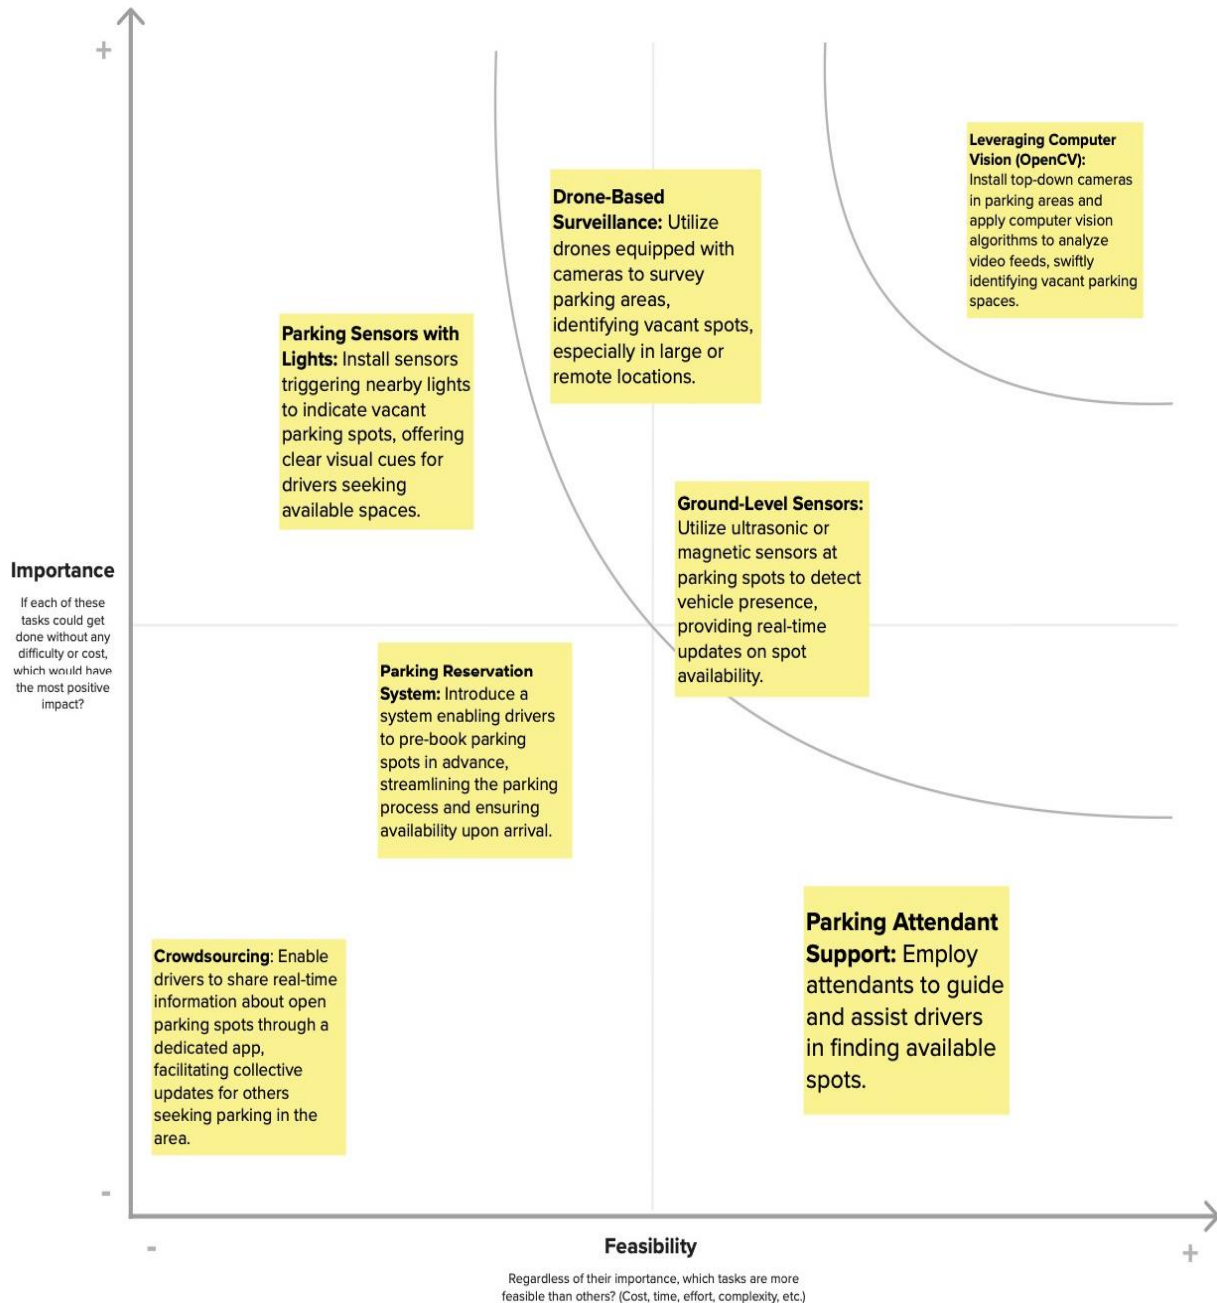 +
Leveraging Computer
Vision (OpenCV):
Install top-down cameras
in parking areas and
apply computer vision
algorithms to analyze
video feeds, swiftly
identifying vacant parking
spaces.
Drone-Based
Surveillance: Utilize
drones equipped with
cameras to survey
parking areas,
identifying vacant spots,
especially in large or
remote locations.
Parking Sensors with
Lights: Install sensors
triggering nearby lights
to indicate vacant
parking spots, offering
clear visual cues for
drivers seeking
available spaces.
Ground-Level Sensors:
Utilize ultrasonic or
magnetic sensors at
parking spots to detect
vehicle presence,
providing real-time
updates on spot
availability.
Importance
If each of these
tasks could get
done without any
difficulty or cost,
which would have
the most positive
impact?
Parking Reservation
System: Introduce a
system enabling drivers
to pre-book parking
spots in advance,
streamlining the parking
process and ensuring
availability upon arrival.
Parking Attendant
Support: Employ
attendants to guide
and assist drivers
in finding available
spots.
Crowdsourcing: Enable
drivers to share real-time
information about open
parking spots through a
dedicated app,
facilitating collective
updates for others
seeking parking in the
area.
-
-
Feasibility
+
Regardless of their importance, which tasks are more
feasible than others? (Cost, time, effort, complexity, etc.)